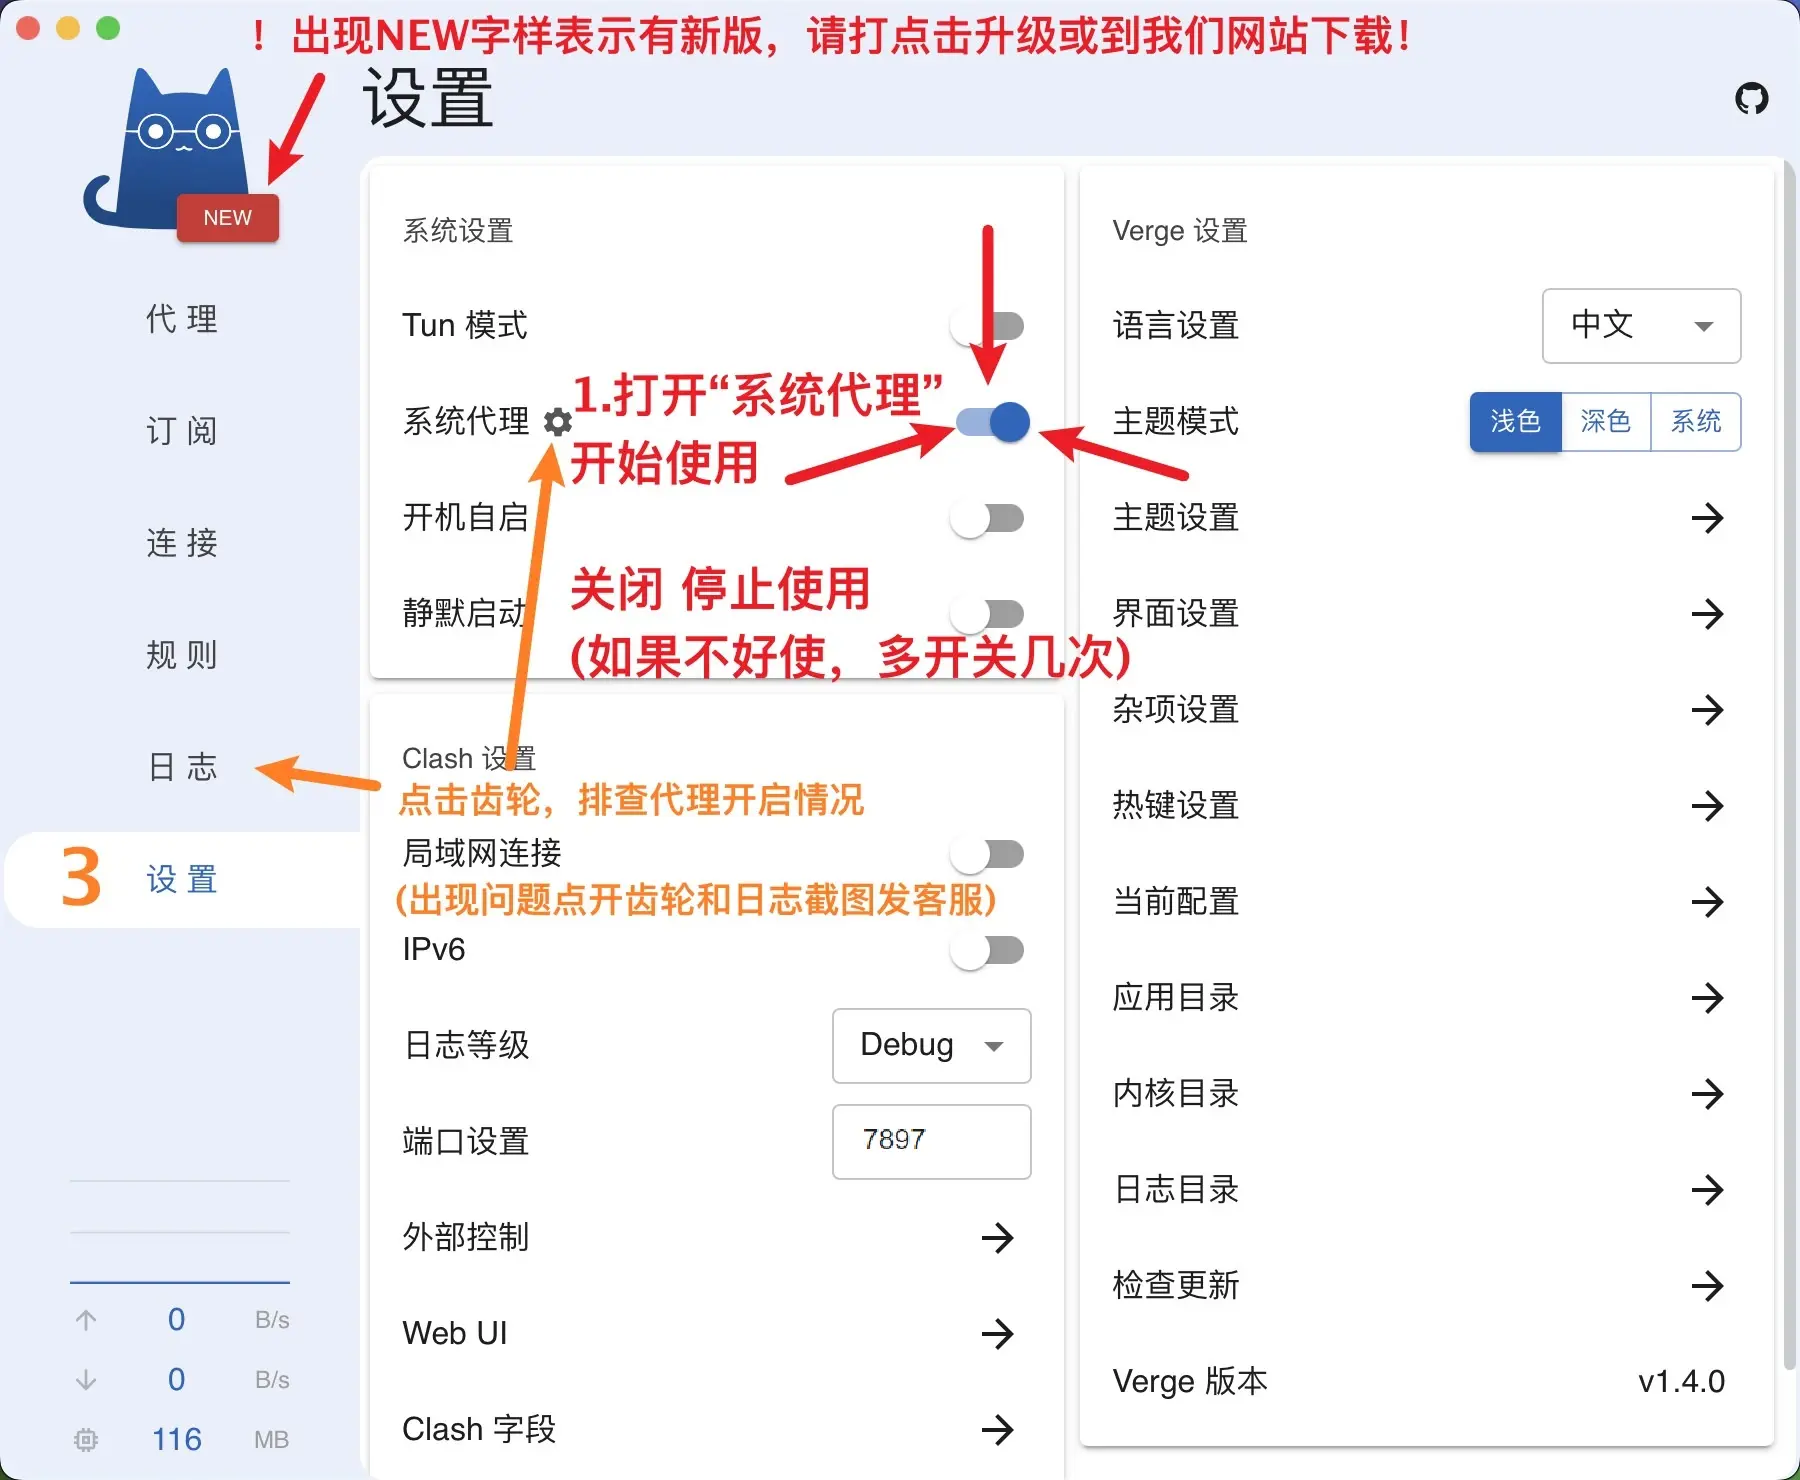 ！出现NEW字样表示有新版，请打点击升级或到我们网站下载！
设置
NEW
代 理
订 阅
连 接
规 则
日 志
3 设 置
0 B/s
0 B/s
116 MB
系统设置
Tun 模式
系统代理
1.打开“系统代理”
开始使用
开机自启
关闭 停止使用
静默启动
(如果不好使，多开关几次)
Clash 设置
点击齿轮，排查代理开启情况
局域网连接
(出现问题点开齿轮和日志截图发客服)
IPv6
日志等级 Debug
端口设置 7897
外部控制
Web UI
Clash 字段
Verge 设置
语言设置 中文
主题模式 浅色 深色 系统
主题设置
界面设置
杂项设置
热键设置
当前配置
应用目录
内核目录
日志目录
检查更新
Verge 版本 v1.4.0